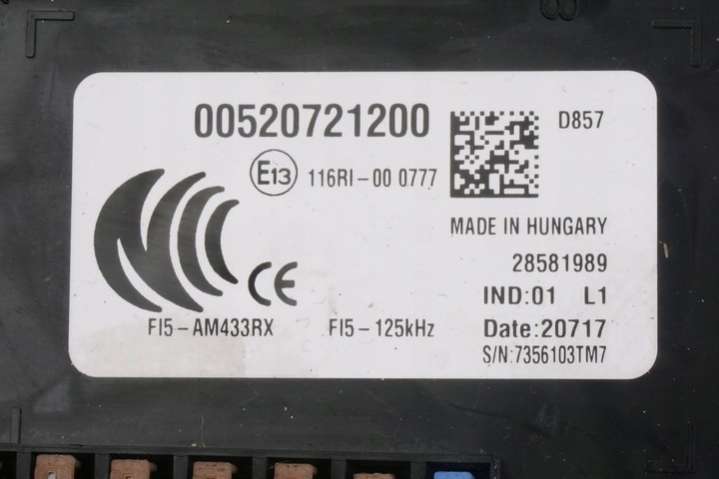 00520721200
D857
E13 116RI-00 0777
MADE IN HUNGARY
28581989
CE
IND:01 L1
FI5-AM433RX FI5-125kHz Date:20717
S/N:7356103TM7